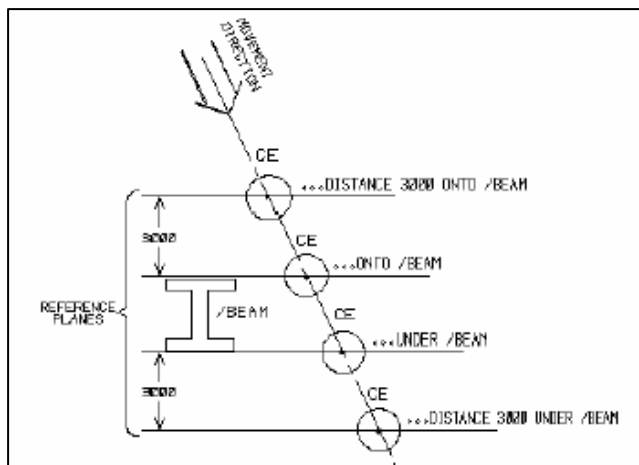 MOVEMENT
DIRECTION
CE
...DISTANCE 3000 ONTO /BEAM
CE
3000
...ONTO /BEAM
REFERENCE
PLANES
/BEAM
CE
...UNDER /BEAM
3000
CE
...DISTANCE 3000 UNDER /BEAM